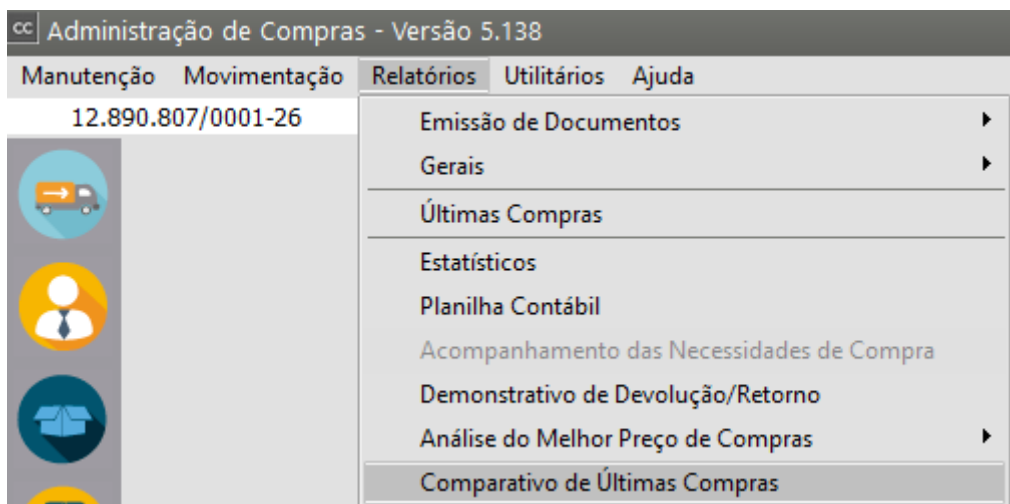 cc Administração de Compras - Versão 5.138
Manutenção Movimentação Relatórios Utilitários Ajuda
12.890.807/0001-26
Emissão de Documentos
Gerais
Últimas Compras
Estatísticos
Planilha Contábil
Acompanhamento das Necessidades de Compra
Demonstrativo de Devolução/Retorno
Análise do Melhor Preço de Compras
Comparativo de Últimas Compras